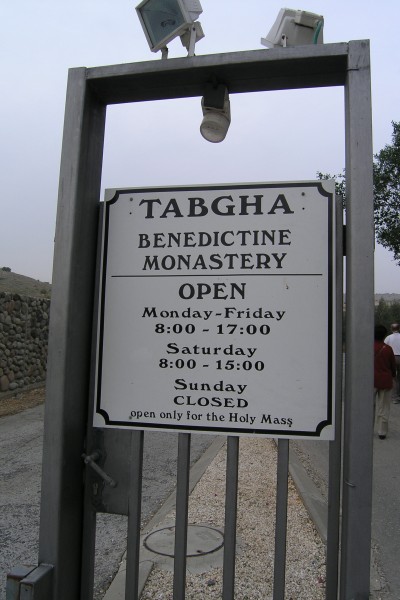 TABGHA
BENEDICTINE
MONASTERY
OPEN
Monday-Friday
8:00 - 17:00
Saturday
8:00 - 15:00
Sunday
CLOSED
open only for the Holy Mass